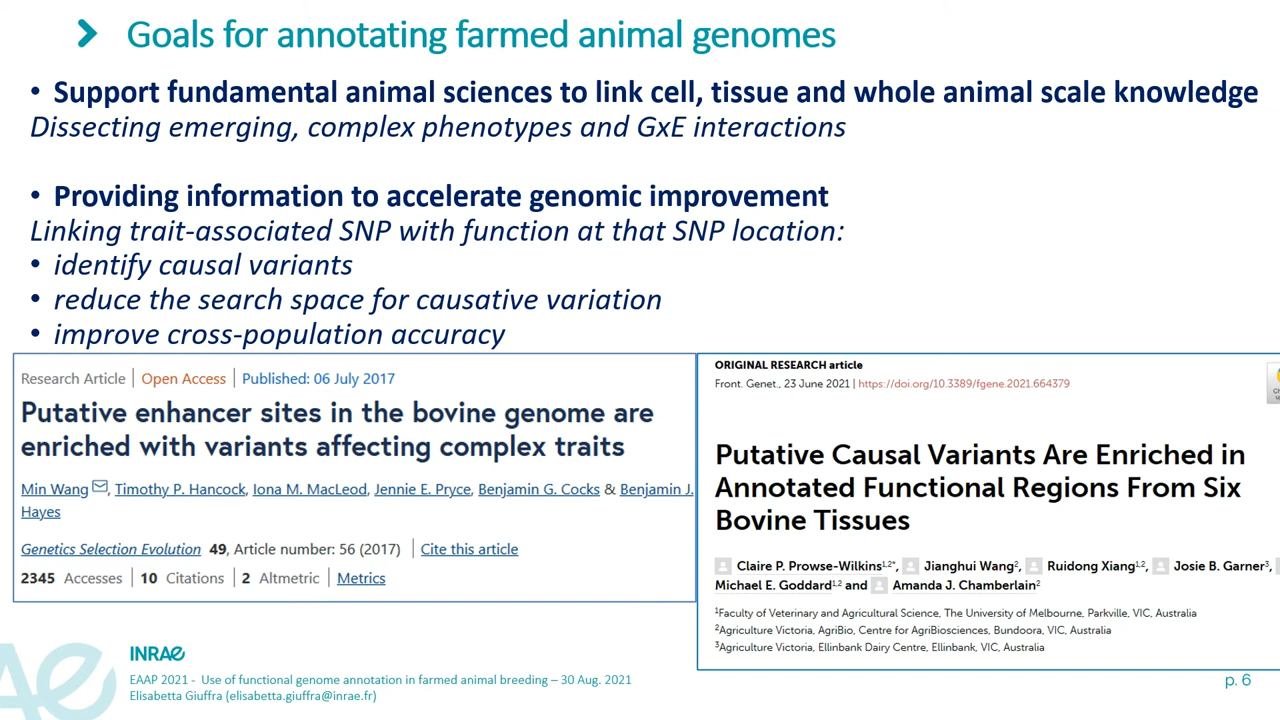 Goals for annotating farmed animal genomes
• Support fundamental animal sciences to link cell, tissue and whole animal scale knowledge
Dissecting emerging, complex phenotypes and GxE interactions
• Providing information to accelerate genomic improvement
Linking trait-associated SNP with function at that SNP location:
• identify causal variants
• reduce the search space for causative variation
• improve cross-population accuracy
Research Article | Open Access | Published: 06 July 2017
Putative enhancer sites in the bovine genome are
enriched with variants affecting complex traits
Min Wang, Timothy P. Hancock, Iona M. MacLeod, Jennie E. Pryce, Benjamin G. Cocks & Benjamin J.
Hayes
Genetics Selection Evolution 49, Article number: 56 (2017) | Cite this article
2345 Accesses | 10 Citations | 2 Altmetric | Metrics
ORIGINAL RESEARCH article
Front. Genet., 23 June 2021 | https://doi.org/10.3389/fgene.2021.664379
Putative Causal Variants Are Enriched in
Annotated Functional Regions From Six
Bovine Tissues
Claire P. Prowse-Wilkins1,2*, Jianghui Wang2, Ruidong Xiang1,2, Josie B. Garner3,
Michael E. Goddard1,2 and Amanda J. Chamberlain2
1Faculty of Veterinary and Agricultural Science, The University of Melbourne, Parkville, VIC, Australia
2Agriculture Victoria, AgriBio, Centre for AgriBiosciences, Bundoora, VIC, Australia
3Agriculture Victoria, Ellinbank Dairy Centre, Ellinbank, VIC, Australia
INRAE
EAAP 2021 - Use of functional genome annotation in farmed animal breeding – 30 Aug. 2021
Elisabetta Giuffra (elisabetta.giuffra@inrae.fr)
p. 6